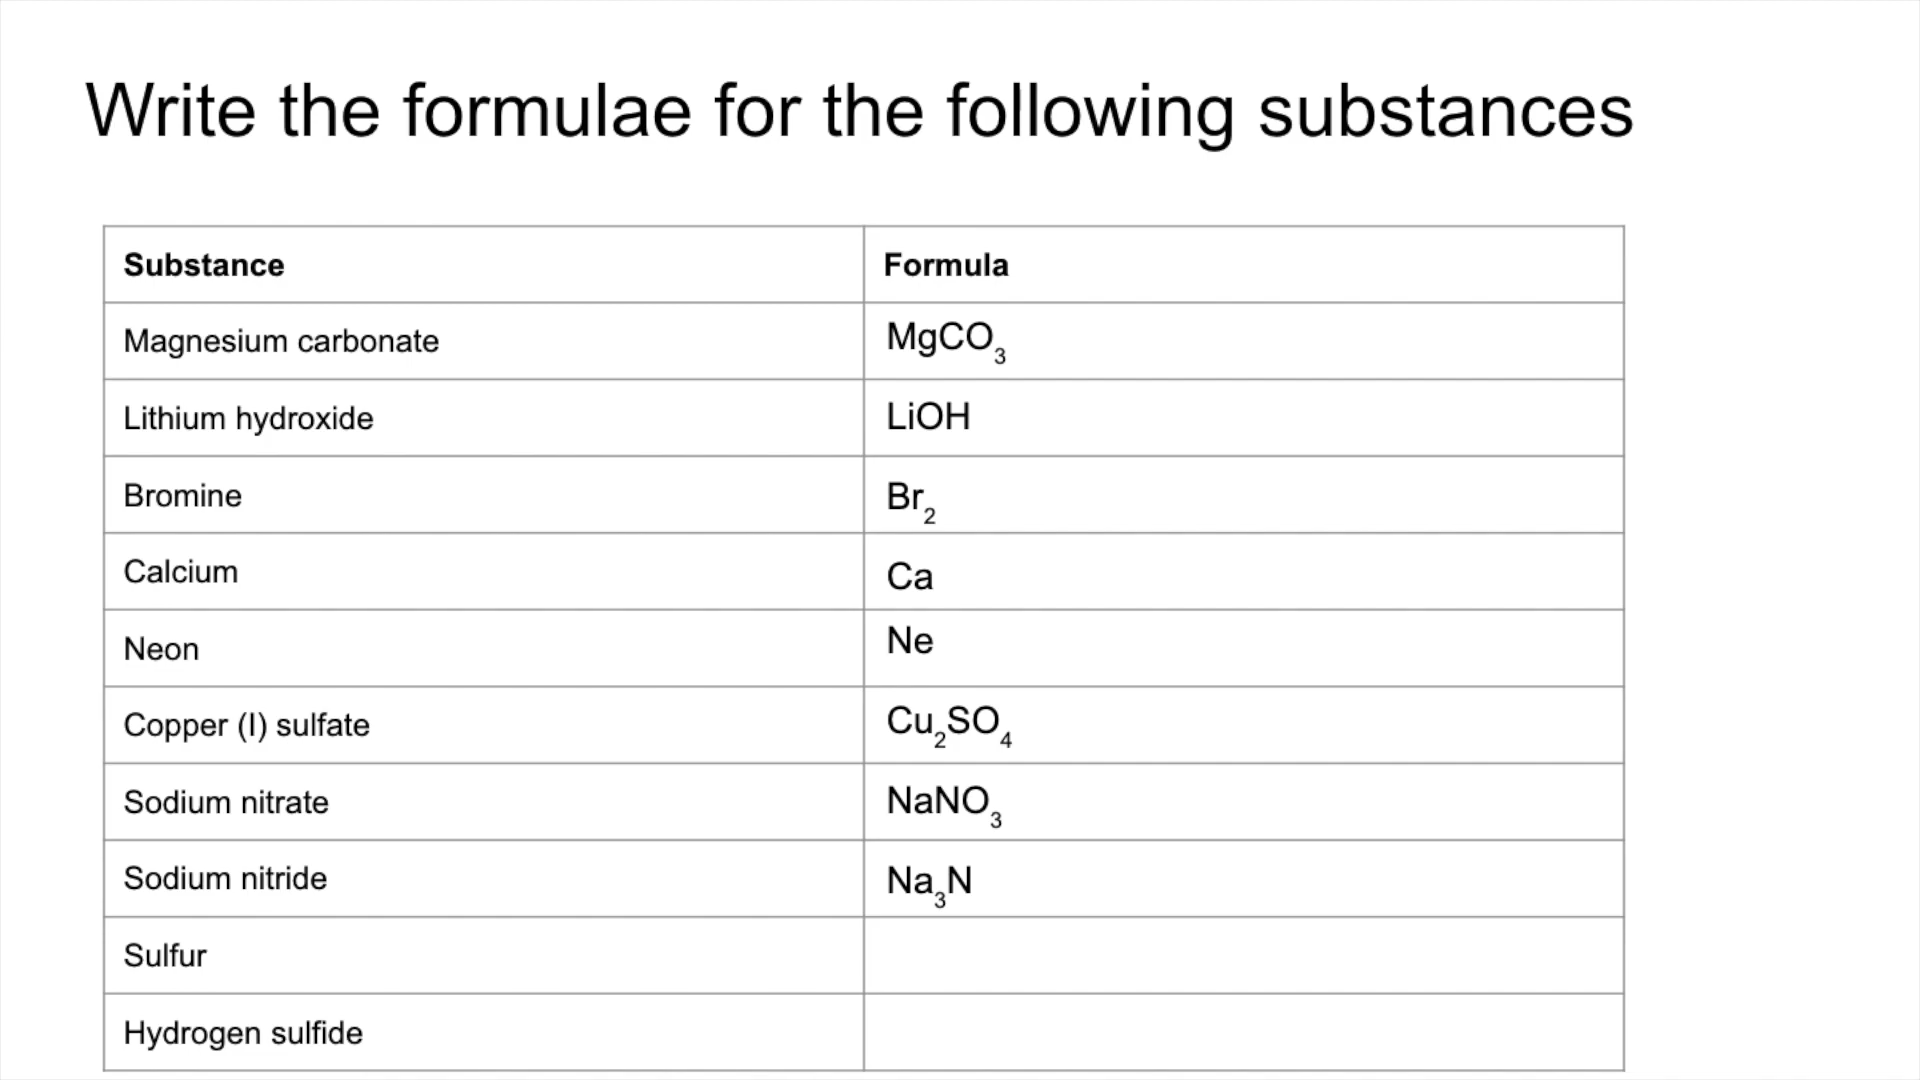 Write the formulae for the following substances
Substance Formula
Magnesium carbonate MgCO₃
Lithium hydroxide LiOH
Bromine Br₂
Calcium Ca
Neon Ne
Copper (I) sulfate Cu₂SO₄
Sodium nitrate NaNO₃
Sodium nitride Na₃N
Sulfur
Hydrogen sulfide